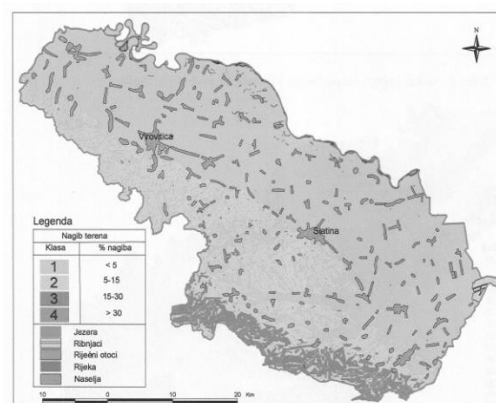 N
Virovitica
Slatina
Legenda
Nagib terena
Klasa % nagiba
1 < 5
2 5-15
3 15-30
4 > 30
Jezera
Ribnjaci
Riječni otoci
Rijeka
Naselja
10 0 10 20 Km